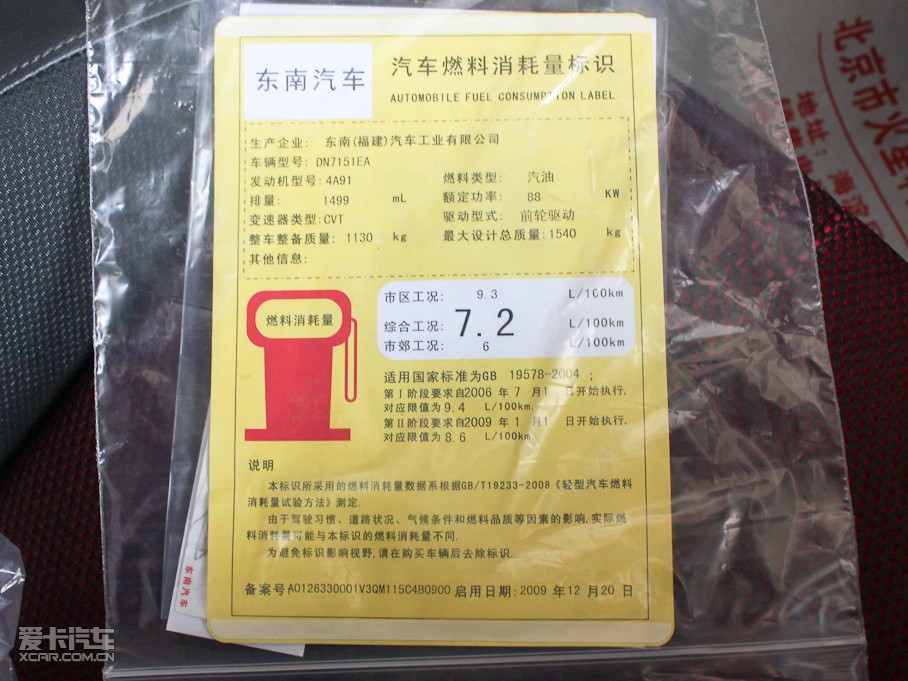 东南汽车
汽车燃料消耗量标识
AUTOMOBILE FUEL CONSUMPTION LABEL
生产企业: 东南(福建)汽车工业有限公司
车辆型号: DN7151EA
发动机型号: 4A91 燃料类型: 汽油
排量: 1499 mL 额定功率: 88 KW
变速器类型: CVT 驱动型式: 前轮驱动
整车整备质量: 1130 kg 最大设计总质量: 1540 kg
其他信息:
燃料消耗量
市区工况: 9.3 L/100km
综合工况: 7.2 L/100km
市郊工况: 6 L/100km
适用国家标准为GB 19578-2004 ;
第Ⅰ阶段要求自2006 年 7 月1 日开始执行,
对应限值为9.4 L/100km,
第Ⅱ阶段要求自2009 年 1 月1 日开始执行,
对应限值为8.6 L/100km
说明
本标识所采用的燃料消耗量数据系根据GB/T19233-2008《轻型汽车燃料
消耗量试验方法》测定.
由于驾驶习惯、道路状况、气候条件和燃料品质等因素的影响,实际燃
料消耗量可能与本标识的燃料消耗量不同.
为避免标识影响视野,请在购买车辆后去除标识.
备案号A0126330001V3QM115C480900 启用日期: 2009 年 12 月 20 日
东南汽车
北京市火星
地址:
爱卡汽车
XCAR.COM.CN